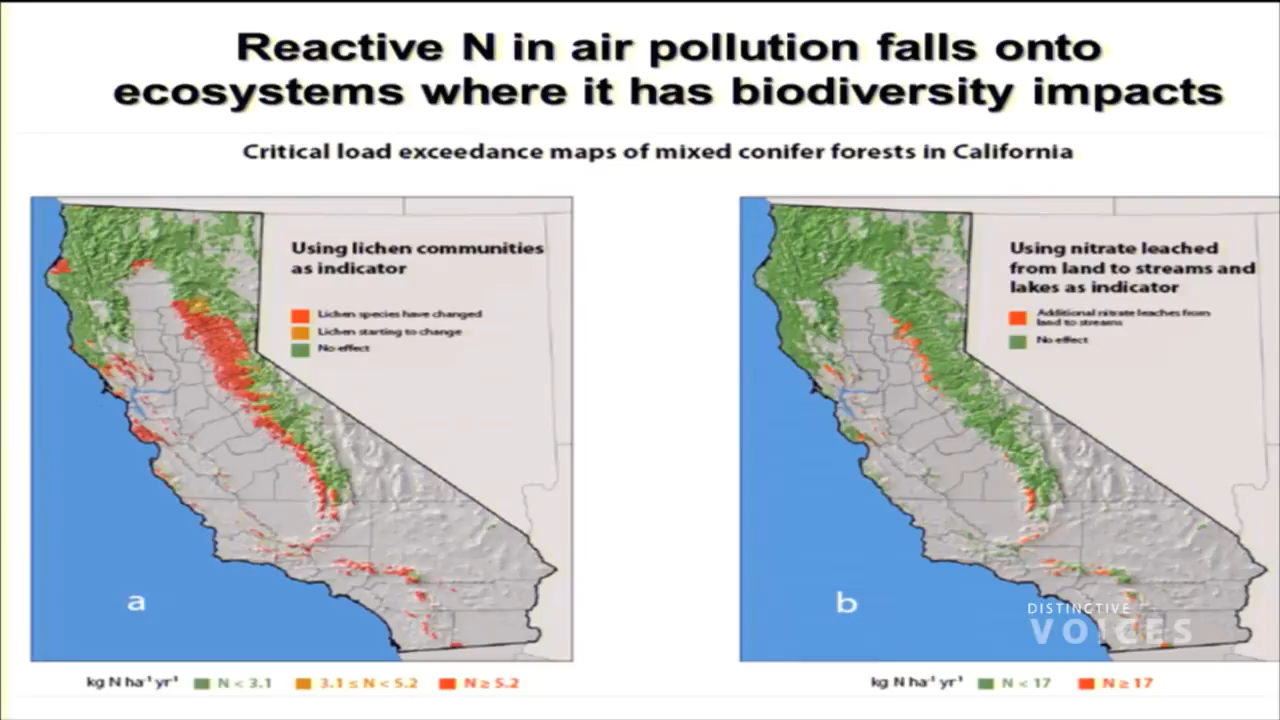 Reactive N in air pollution falls onto
ecosystems where it has biodiversity impacts
Critical load exceedance maps of mixed conifer forests in California
Using lichen communities
as indicator
Lichen species have changed
Lichen starting to change
No effect
a
kg N ha⁻¹ yr⁻¹ N < 3.1 3.1 ≤ N < 5.2 N ≥ 5.2
Using nitrate leached
from land to streams and
lakes as indicator
Additional nitrate leaches from
land to streams
No effect
b
DISTINCTIVE
VOICES
kg N ha⁻¹ yr⁻¹ N < 17 N ≥ 17